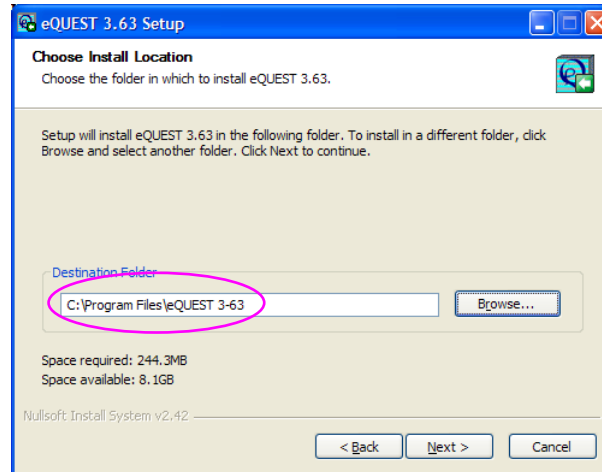 eQUEST 3.63 Setup
Choose Install Location
Choose the folder in which to install eQUEST 3.63.
Setup will install eQUEST 3.63 in the following folder. To install in a different folder, click
Browse and select another folder. Click Next to continue.
Destination Folder
C:\Program Files\eQUEST 3-63
Browse...
Space required: 244.3MB
Space available: 8.1GB
Nullsoft Install System v2.42
< Back
Next >
Cancel